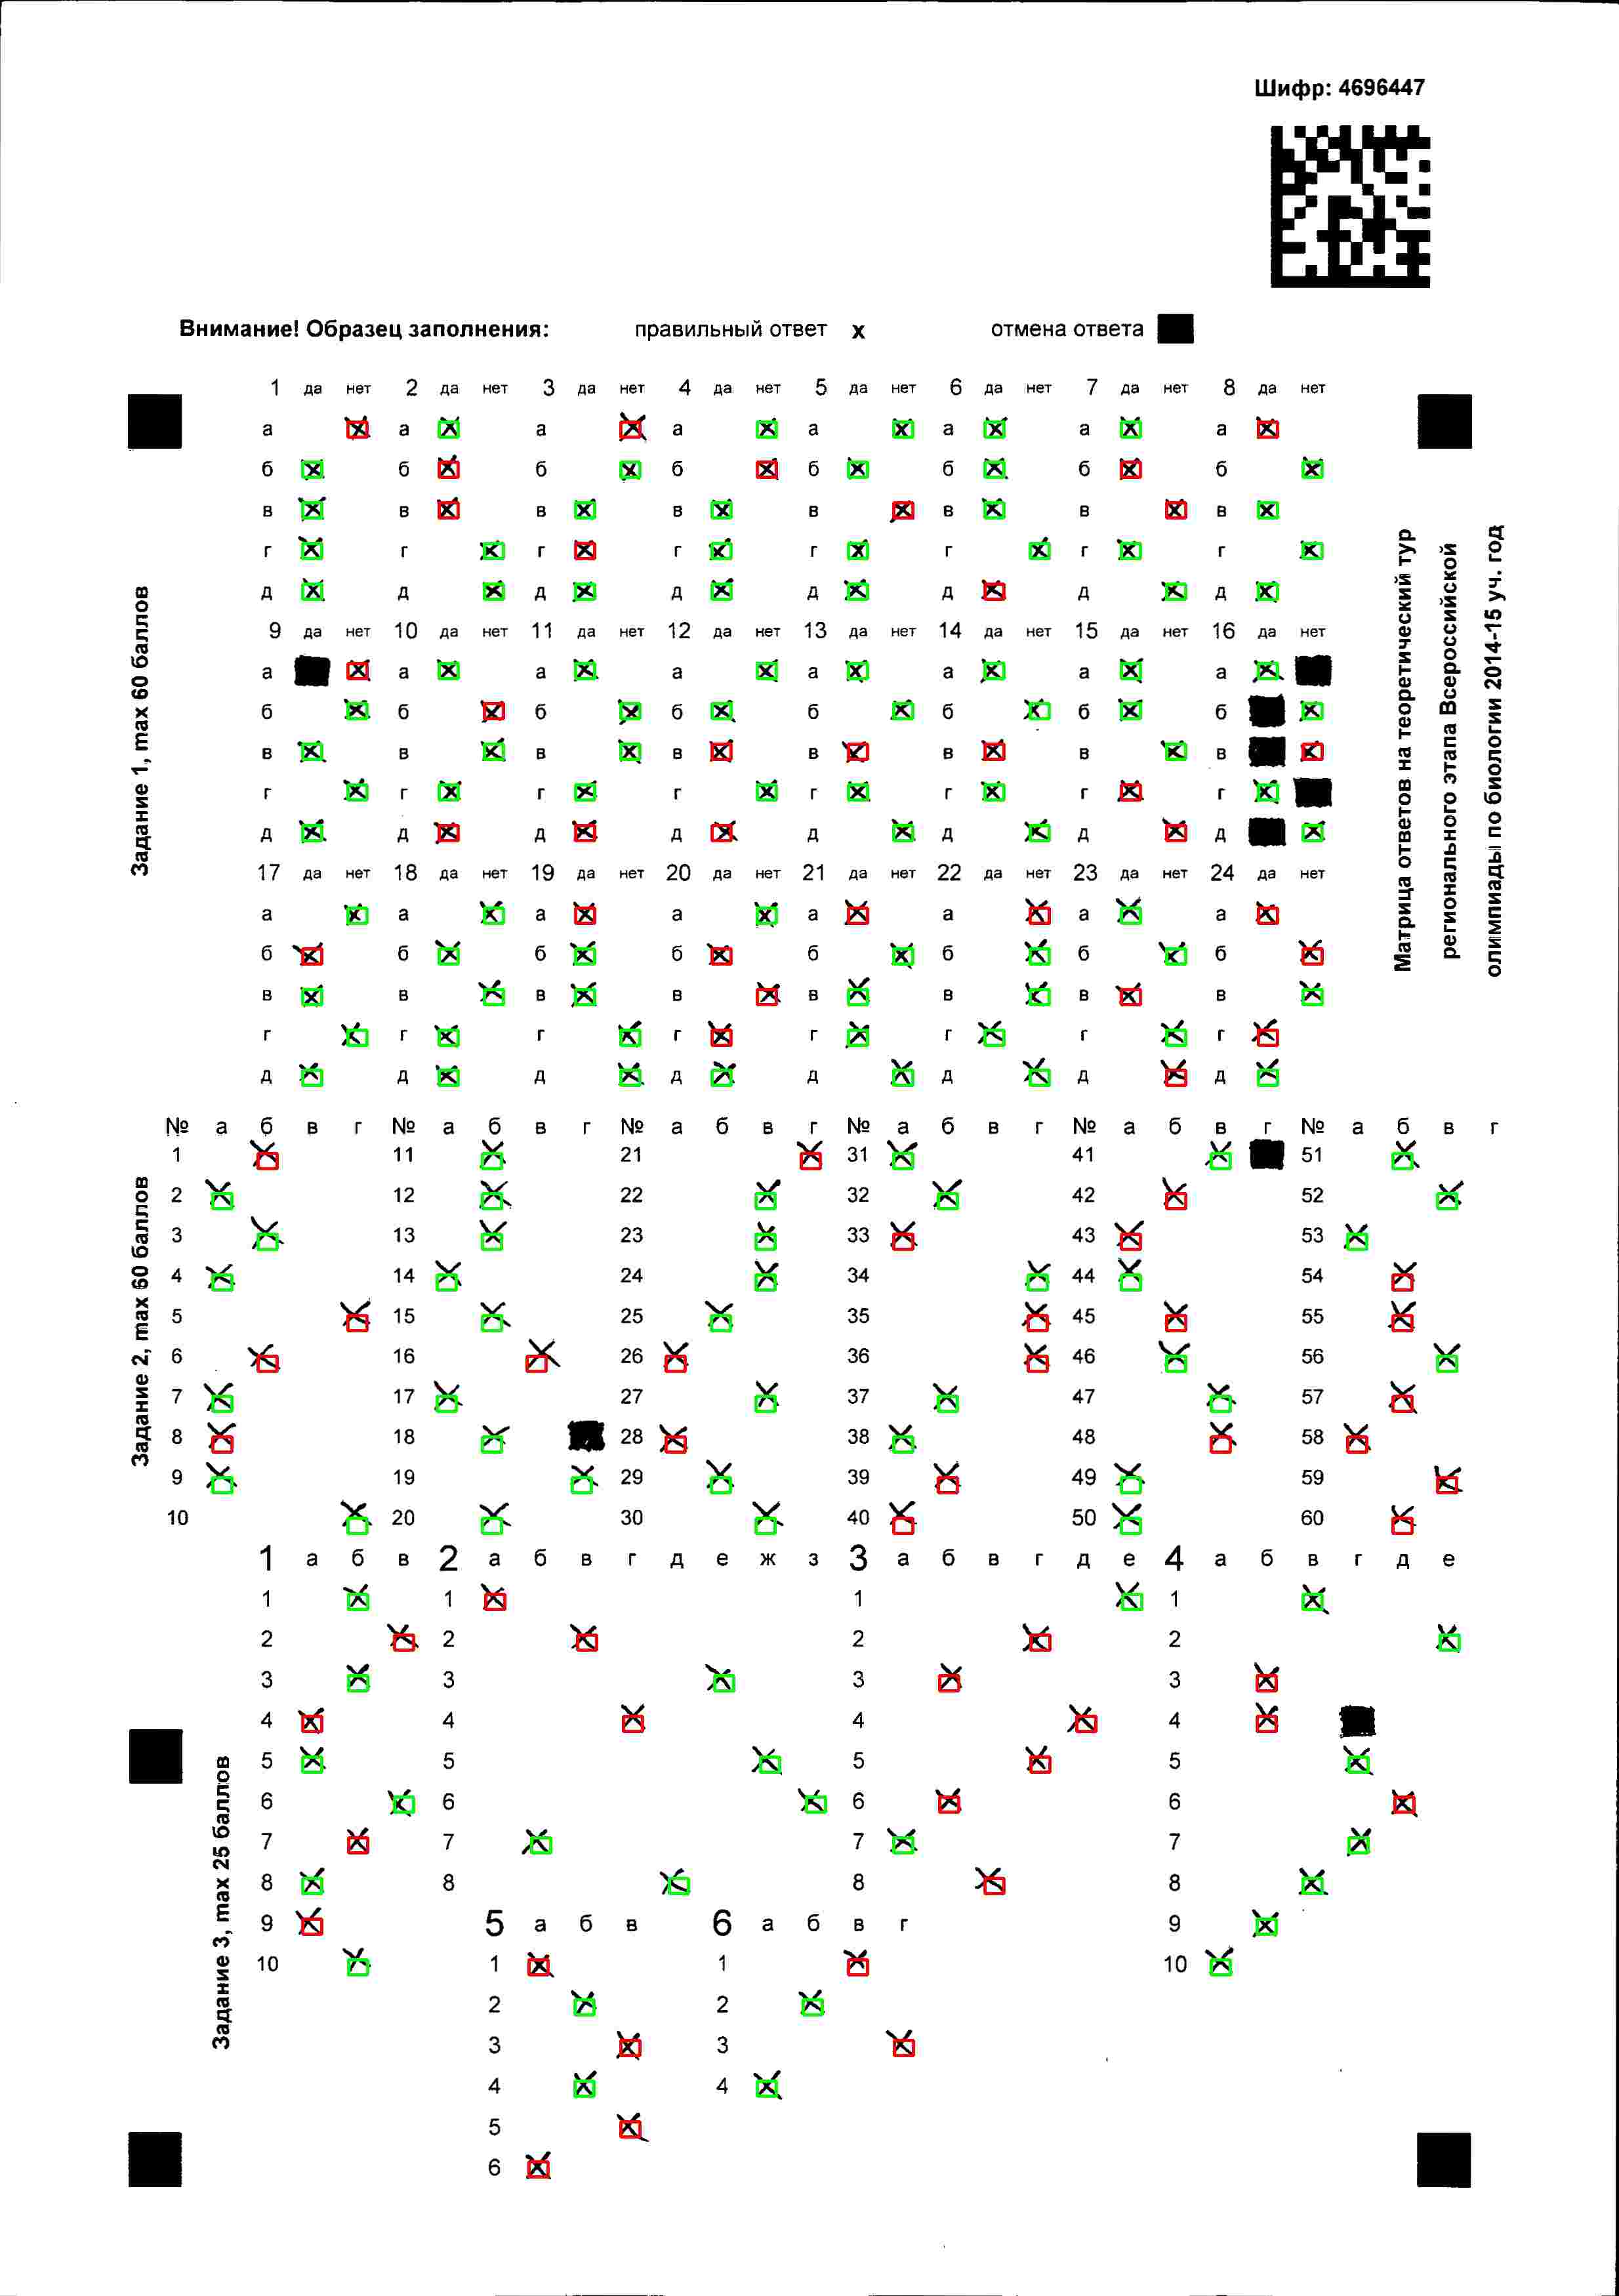 Шифр: 4696447
Внимание! Образец заполнения: правильный ответ x отмена ответа
Матрица ответов на теоретический тур
регионального этапа Всероссийской
олимпиады по биологии 2014-15 уч. год
Задание 1, max 60 баллов
1 да нет 2 да нет 3 да нет 4 да нет 5 да нет 6 да нет 7 да нет 8 да нет
а а а а а а а а
б б б б б б б б
в в в в в в в в
г г г г г г г г
д д д д д д д д
9 да нет 10 да нет 11 да нет 12 да нет 13 да нет 14 да нет 15 да нет 16 да нет
а а а а а а а а
б б б б б б б б
в в в в в в в в
г г г г г г г г
д д д д д д д д
17 да нет 18 да нет 19 да нет 20 да нет 21 да нет 22 да нет 23 да нет 24 да нет
а а а а а а а а
б б б б б б б б
в в в в в в в в
г г г г г г г г
д д д д д д д д
Задание 2, max 60 баллов
№ а б в г № а б в г № а б в г № а б в г № а б в г № а б в г
1 11 21 31 41 51
2 12 22 32 42 52
3 13 23 33 43 53
4 14 24 34 44 54
5 15 25 35 45 55
6 16 26 36 46 56
7 17 27 37 47 57
8 18 28 38 48 58
9 19 29 39 49 59
10 20 30 40 50 60
Задание 3, max 25 баллов
1 а б в 2 а б в г д е ж з 3 а б в г д е 4 а б в г д е
1 1 1 1
2 2 2 2
3 3 3 3
4 4 4 4
5 5 5 5
6 6 6 6
7 7 7 7
8 8 8 8
9 5 а б в 6 а б в г 9
10 1 1 10
2 2
3 3
4 4
5
6